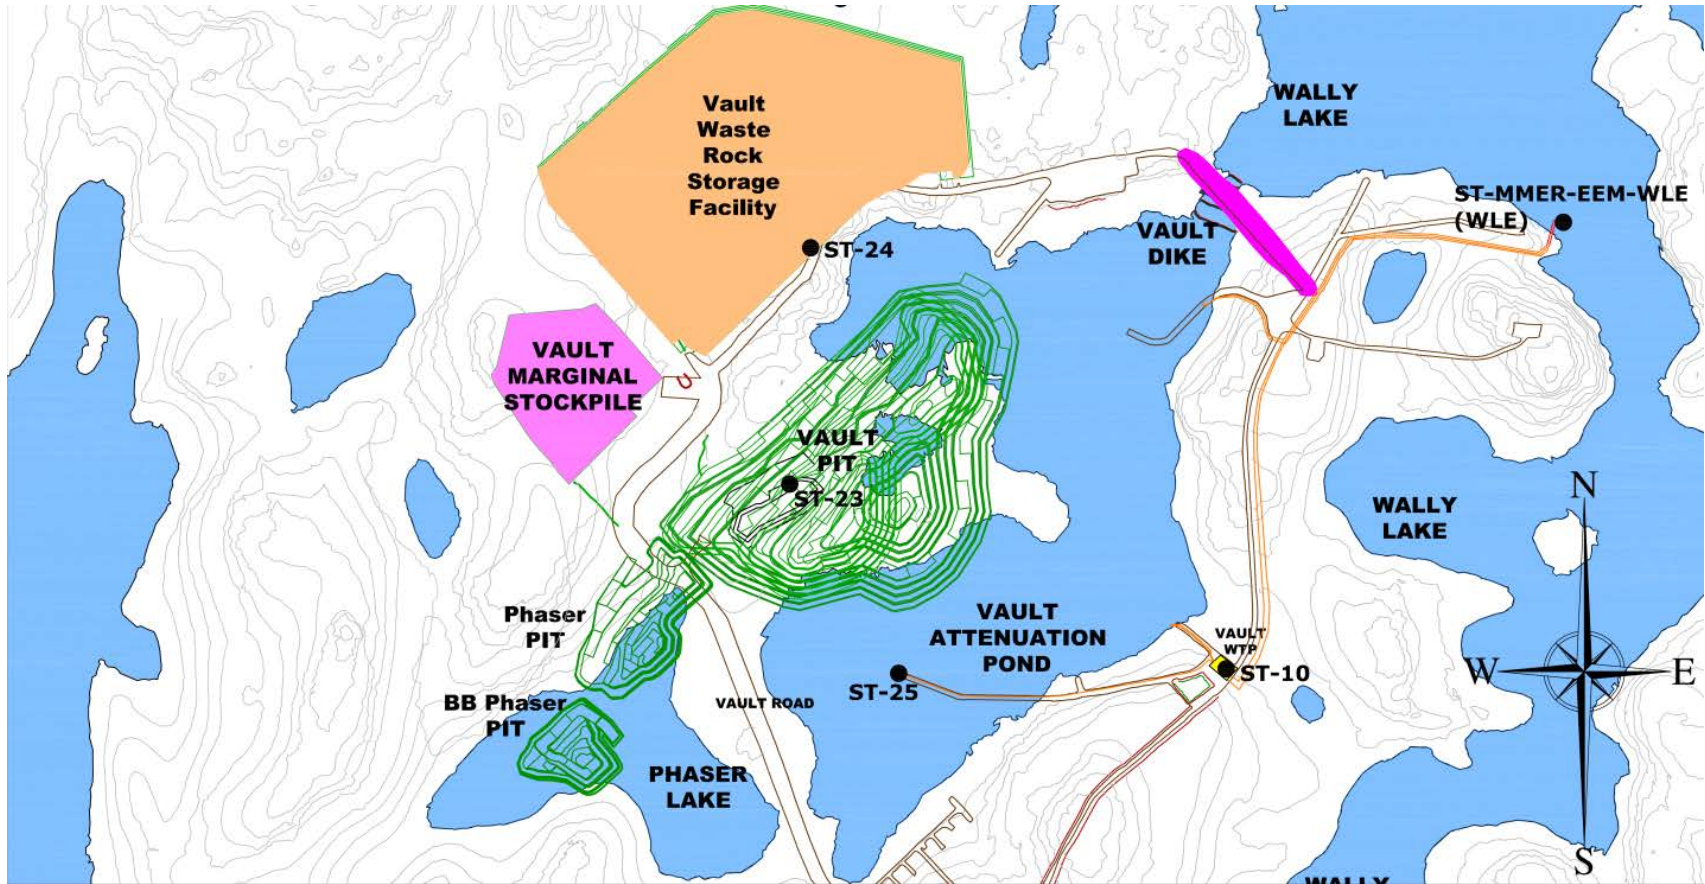 Vault
Waste
Rock
Storage
Facility
WALLY
LAKE
ST-MMER-EEM-WLE
(WLE)
VAULT
DIKE
ST-24
VAULT
MARGINAL
STOCKPILE
VAULT
PIT
ST-23
WALLY
LAKE
N
W
E
S
Phaser
PIT
VAULT
ATTENUATION
POND
VAULT
WTP
ST-10
ST-25
BB Phaser
PIT
VAULT ROAD
PHASER
LAKE
WALLY